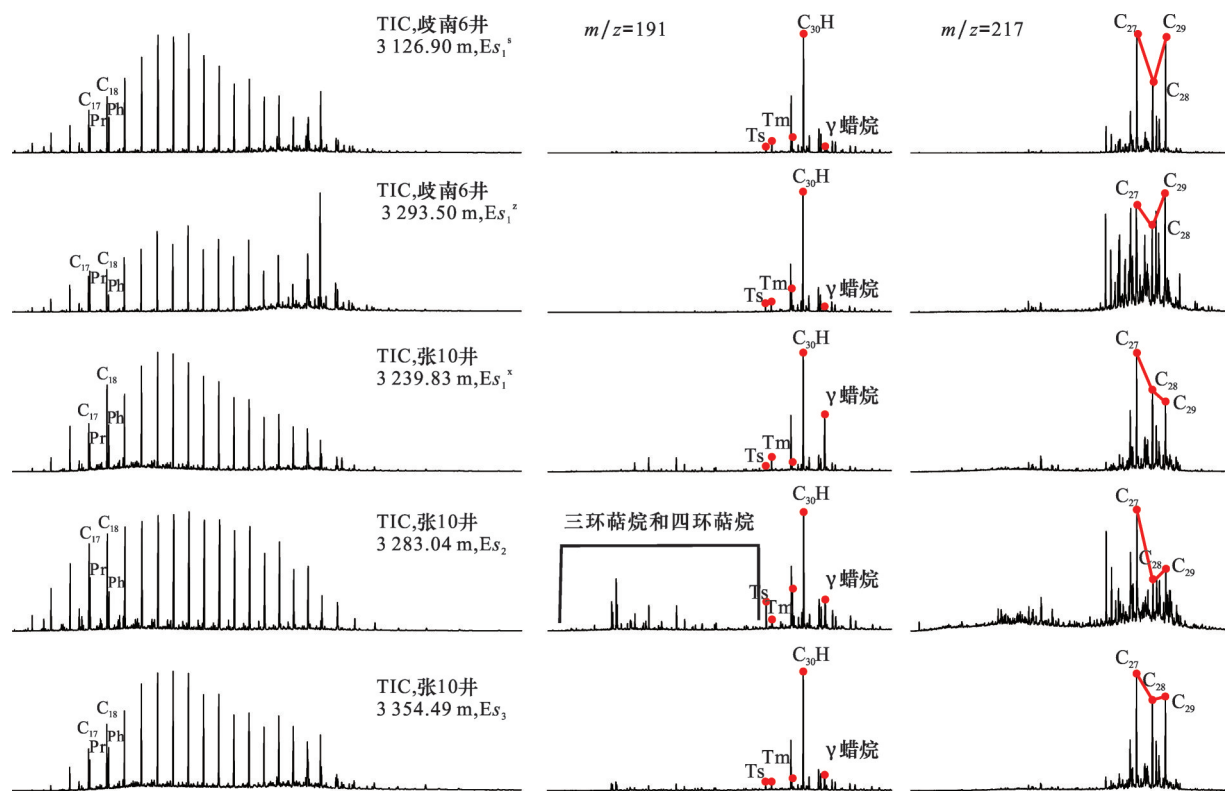 TIC,歧南6井
3 126.90 m,Es₁ˢ
C₁₇
Pr
C₁₈
Ph
m/z=191
C₃₀H
Ts
Tm
γ蜡烷
m/z=217
C₂₇
C₂₉
C₂₈
TIC,歧南6井
3 293.50 m,Es₁ᶻ
C₁₇
Pr
C₁₈
Ph
C₃₀H
Ts
Tm
γ蜡烷
C₂₇
C₂₉
C₂₈
TIC,张10井
3 239.83 m,Es₁ˣ
C₁₇
Pr
C₁₈
Ph
C₃₀H
Ts
Tm
γ蜡烷
C₂₇
C₂₈
C₂₉
TIC,张10井
3 283.04 m,Es₂
C₁₇
Pr
C₁₈
Ph
三环萜烷和四环萜烷
C₃₀H
Ts
Tm
γ蜡烷
C₂₇
C₂₈
C₂₉
TIC,张10井
3 354.49 m,Es₃
C₁₇
Pr
C₁₈
Ph
C₃₀H
Ts
Tm
γ蜡烷
C₂₇
C₂₈
C₂₉